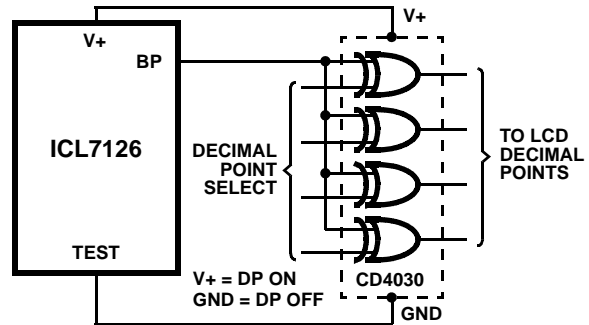 V+
V+
BP
ICL7126
DECIMAL
POINT
SELECT
TO LCD
DECIMAL
POINTS
TEST
V+ = DP ON
GND = DP OFF
CD4030
GND